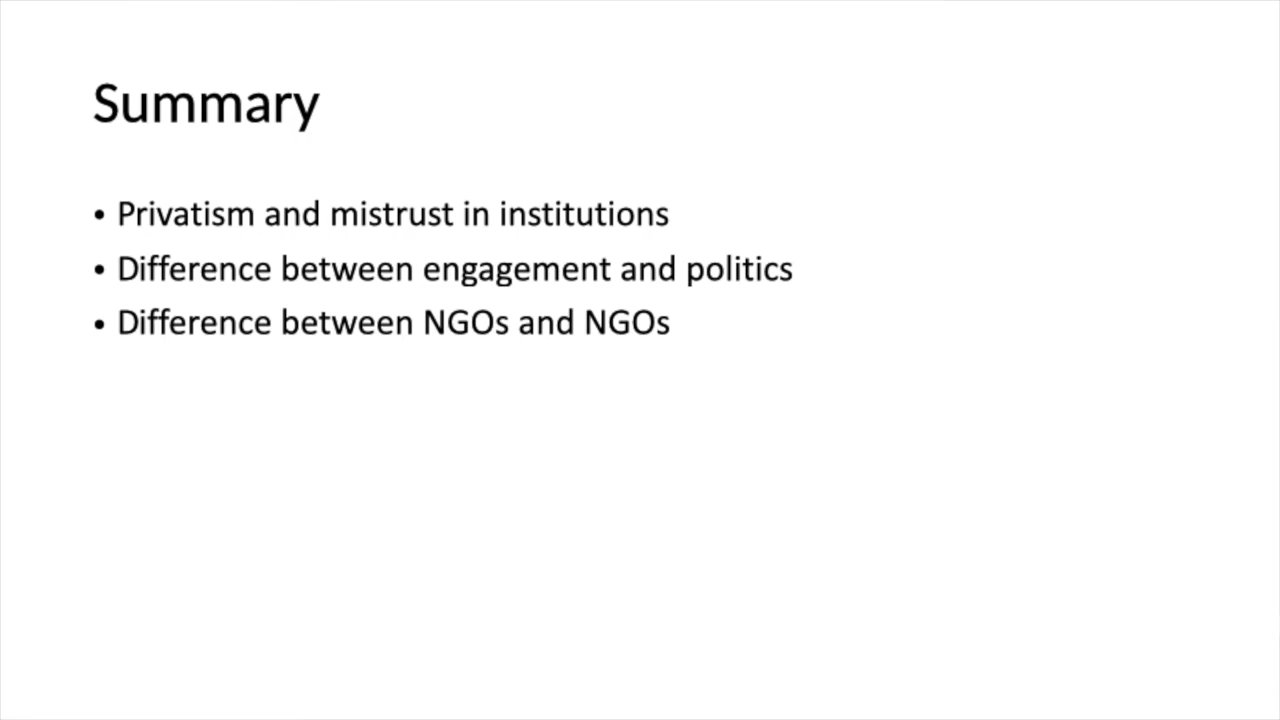 Summary
• Privatism and mistrust in institutions
• Difference between engagement and politics
• Difference between NGOs and NGOs